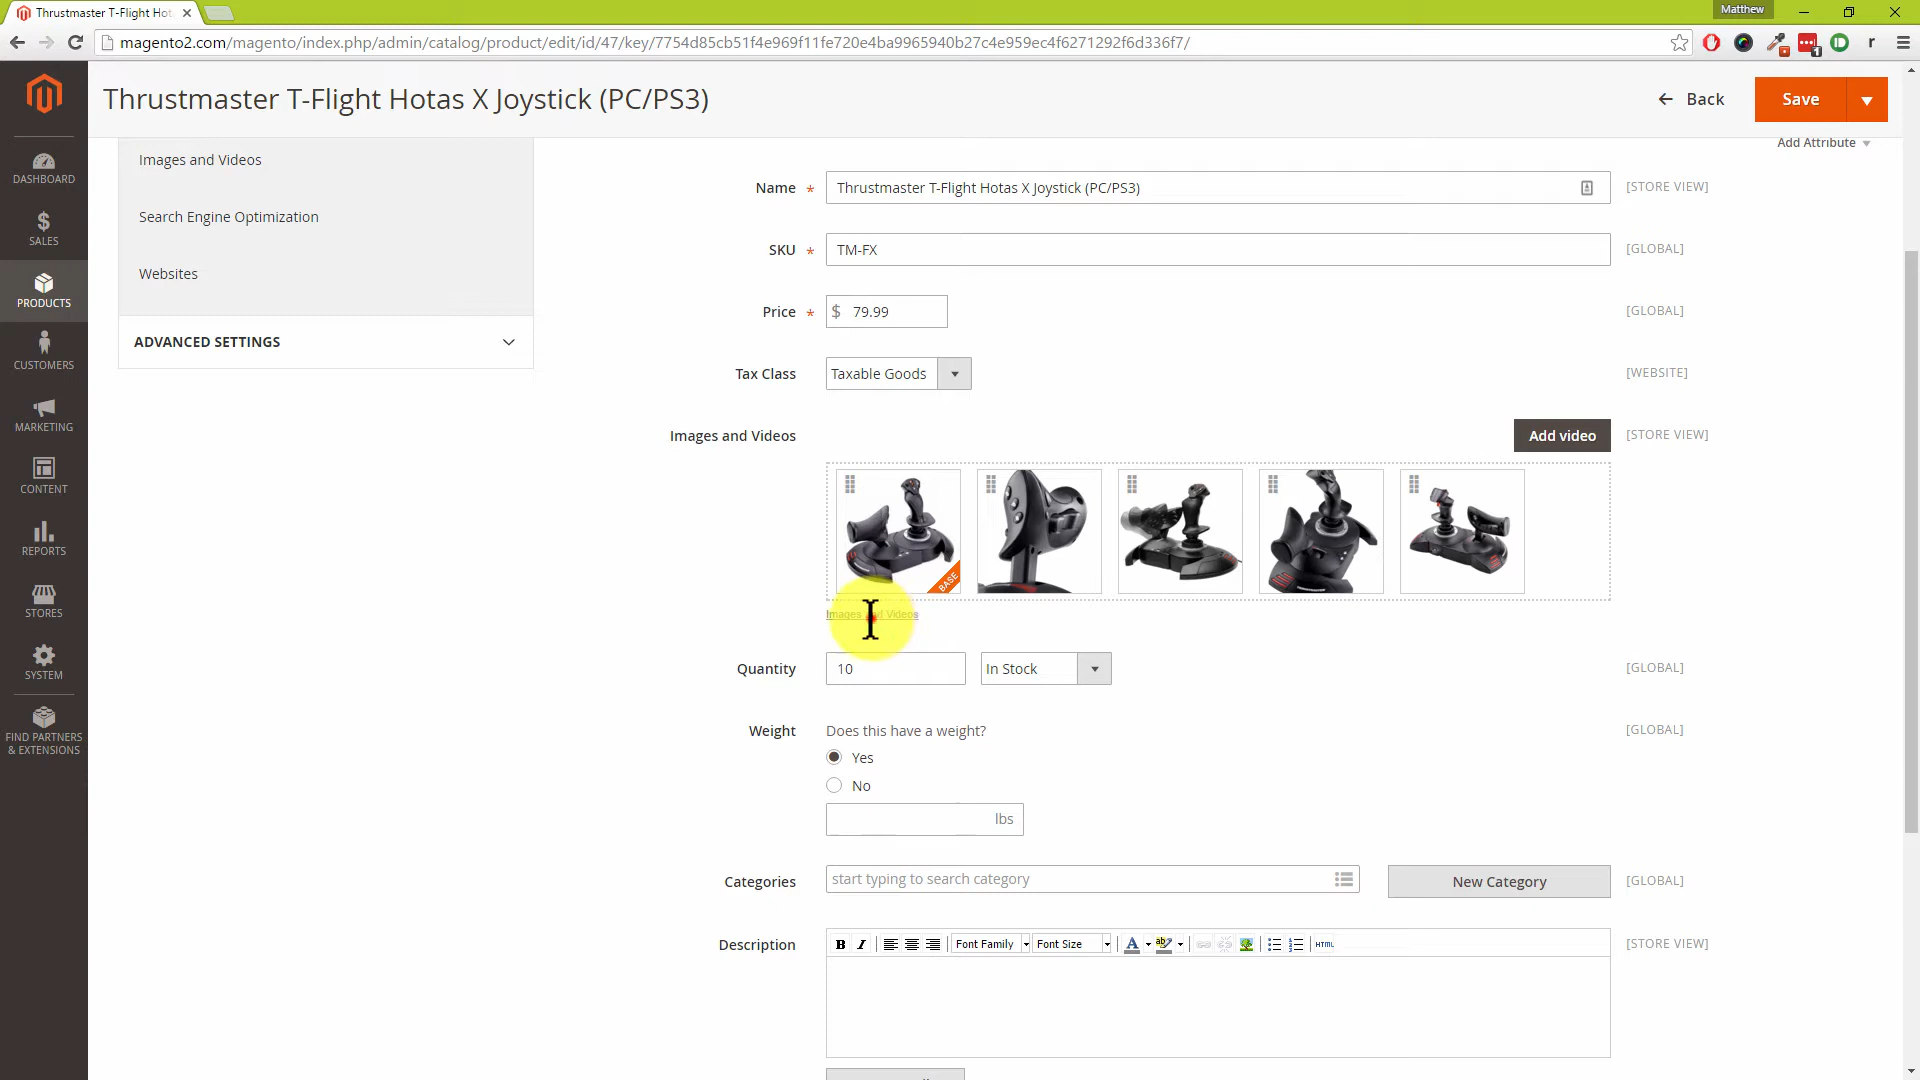 Thrustmaster T-Flight Hot
Matthew
magento2.com/magento/index.php/admin/catalog/product/edit/id/47/key/7754d85cb51f4e969f11fe720e4ba9965940b27c4e959ec4f6271292f6d336f7/
Thrustmaster T-Flight Hotas X Joystick (PC/PS3)
Back
Save
Add Attribute
DASHBOARD
SALES
PRODUCTS
CUSTOMERS
MARKETING
CONTENT
REPORTS
STORES
SYSTEM
FIND PARTNERS
& EXTENSIONS
Images and Videos
Search Engine Optimization
Websites
ADVANCED SETTINGS
Name * Thrustmaster T-Flight Hotas X Joystick (PC/PS3) [STORE VIEW]
SKU * TM-FX [GLOBAL]
Price * $ 79.99 [GLOBAL]
Tax Class Taxable Goods [WEBSITE]
Images and Videos Add video [STORE VIEW]
BASE
Images and Videos
Quantity 10 In Stock [GLOBAL]
Weight Does this have a weight? [GLOBAL]
Yes
No
lbs
Categories start typing to search category New Category [GLOBAL]
Description B I Font Family Font Size A ab HTML [STORE VIEW]